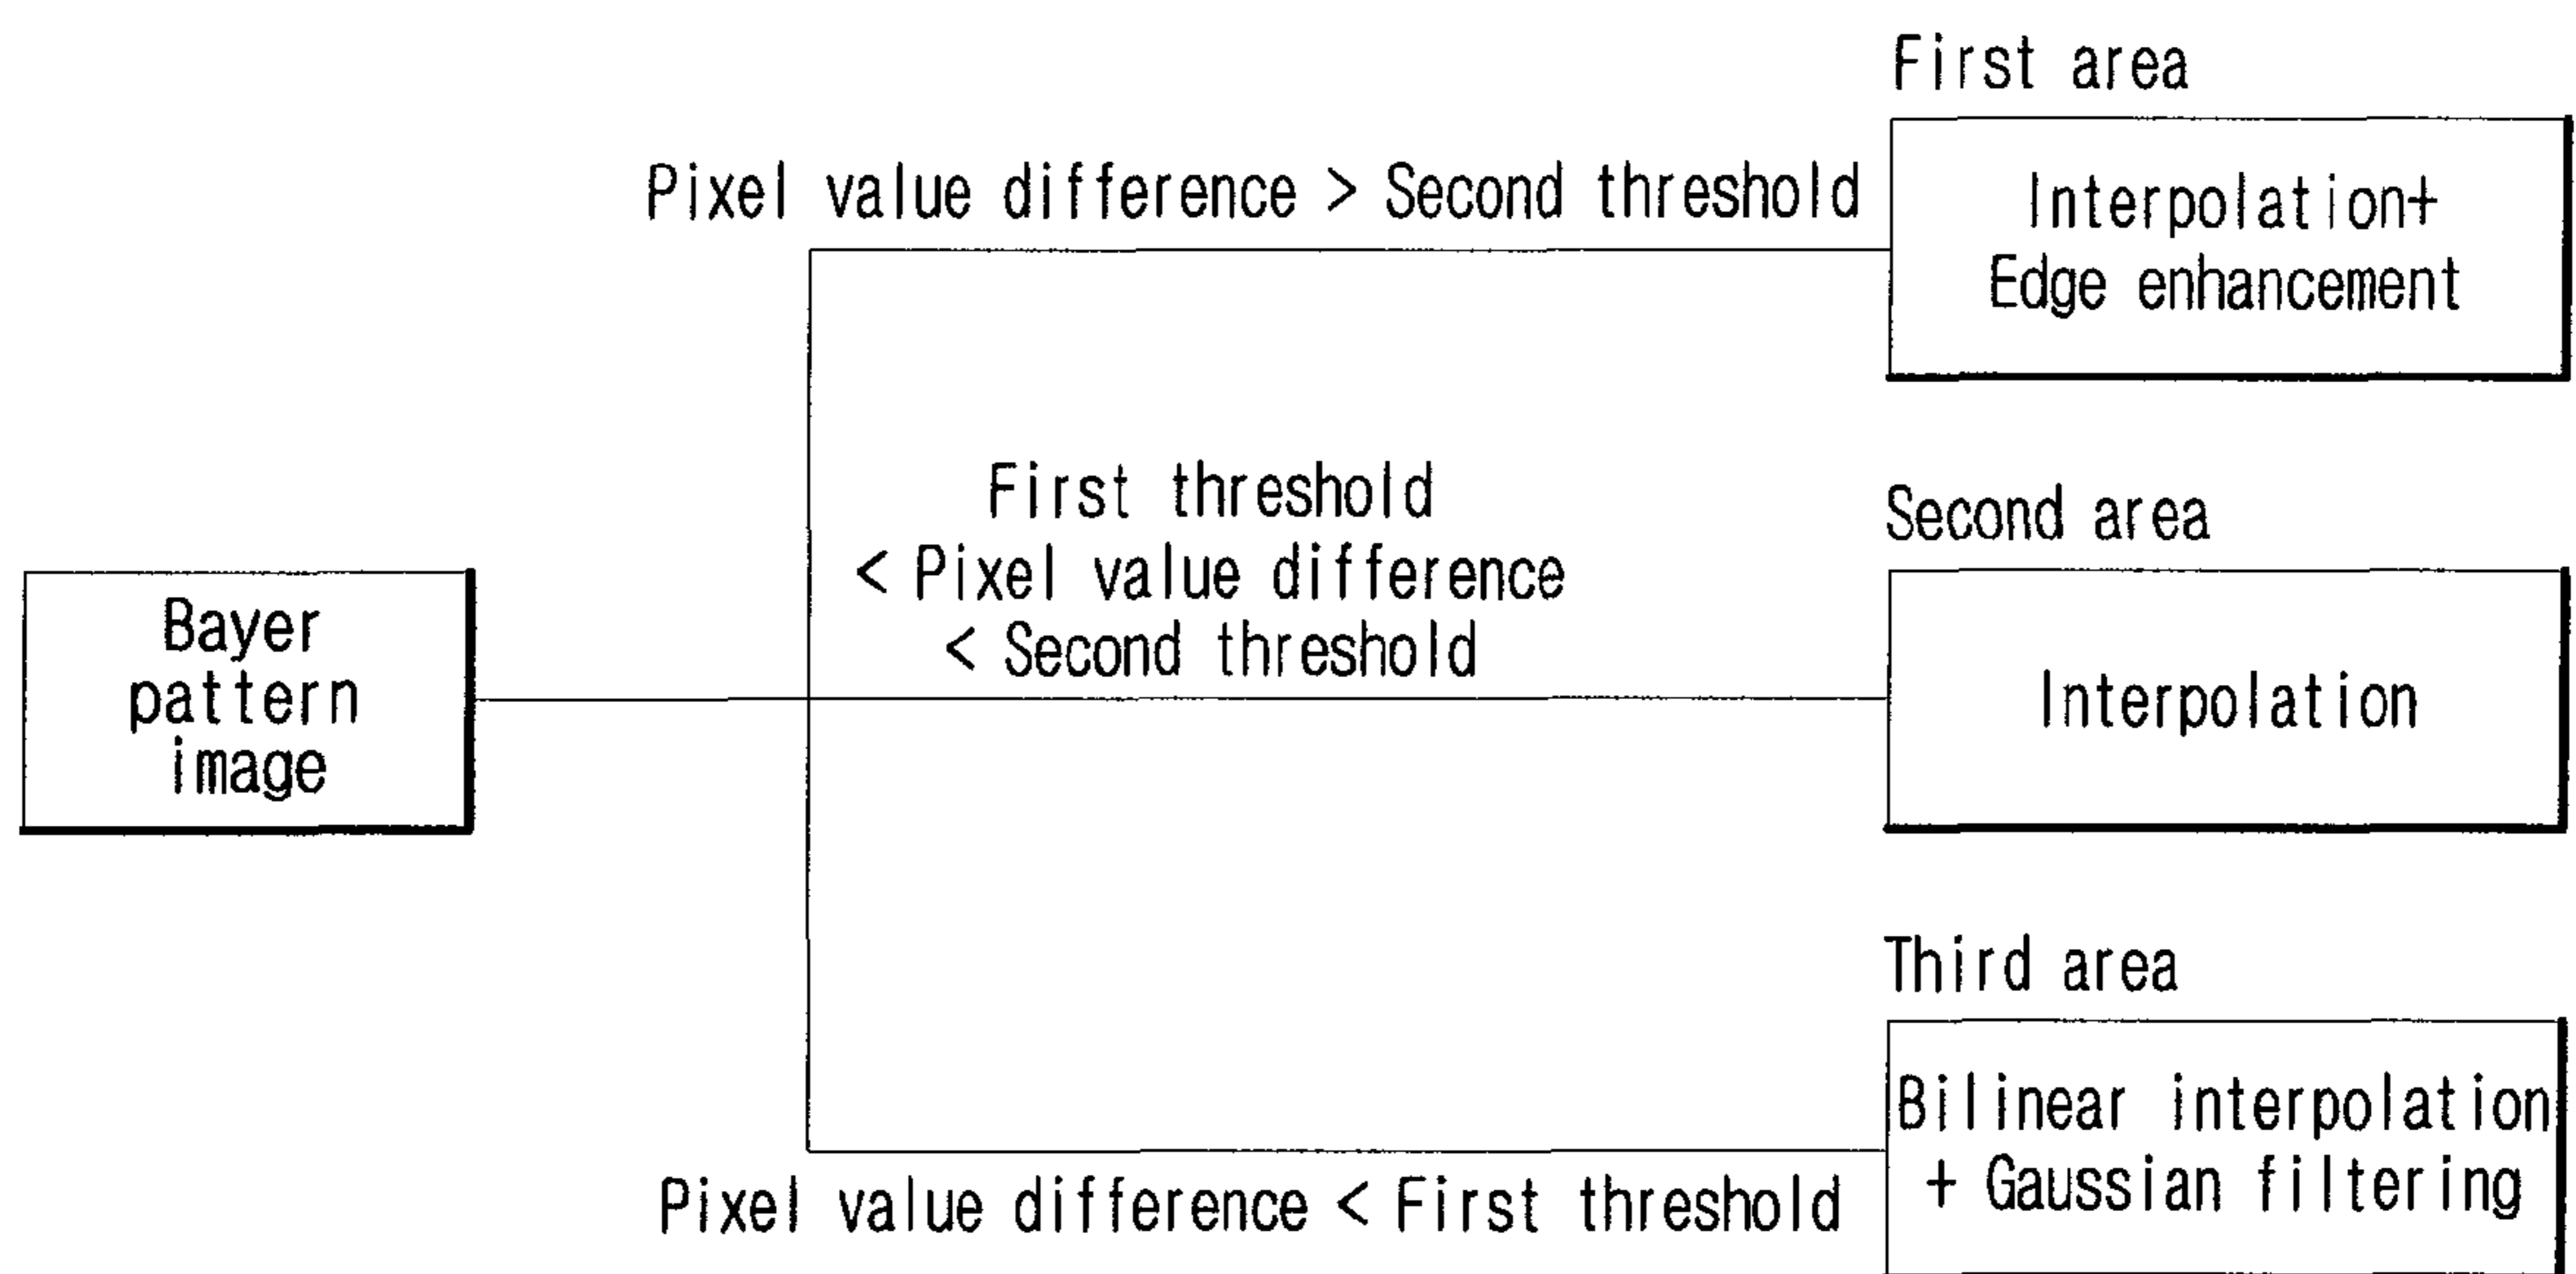 First area
Pixel value difference > Second threshold
Interpolation+
Edge enhancement
First threshold
< Pixel value difference
< Second threshold
Second area
Bayer
pattern
image
Interpolation
Third area
Bilinear interpolation
+ Gaussian filtering
Pixel value difference < First threshold